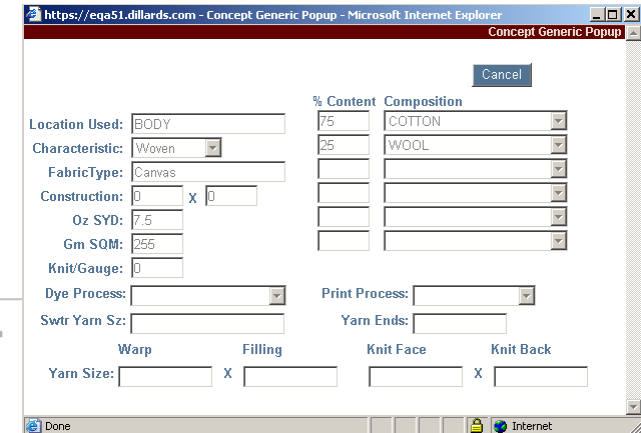 https://eqa51.dillards.com - Concept Generic Popup - Microsoft Internet Explorer
Concept Generic Popup
Cancel
% Content Composition
Location Used: BODY 75 COTTON
Characteristic: Woven 25 WOOL
FabricType: Canvas
Construction: 0 X 0
Oz SYD: 7.5
Gm SQM: 255
Knit/Gauge: 0
Dye Process: Print Process:
Swtr Yarn Sz: Yarn Ends:
Warp Filling Knit Face Knit Back
Yarn Size: X X
Done Internet